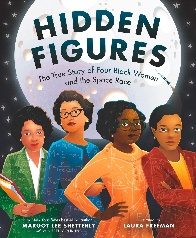 HIDDEN
FIGURES
The True Story of Four Black Women
and the Space Race
MARGOT LEE SHETTERLY
LAURA FREEMAN